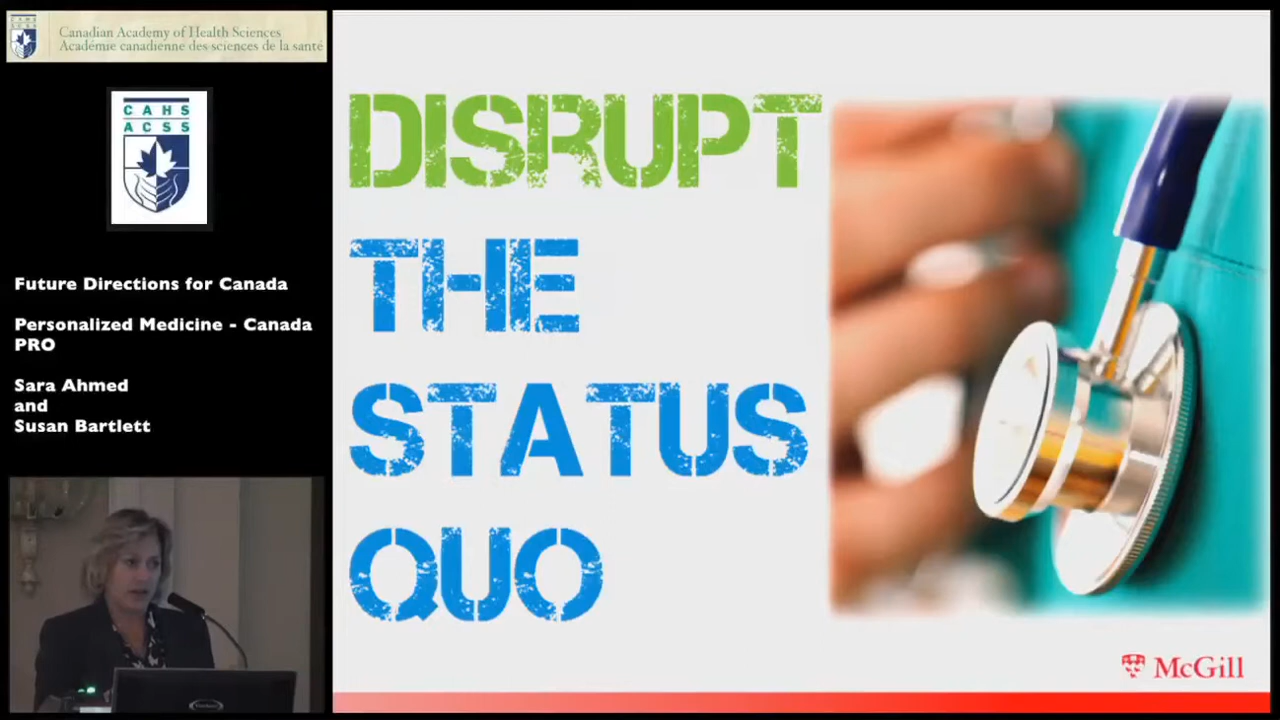 Canadian Academy of Health Sciences
Académie canadienne des sciences de la santé
CAHS
ACSS
Future Directions for Canada
Personalized Medicine - Canada
PRO
Sara Ahmed
and
Susan Bartlett
DISRUPT
THE
STATUS
QUO
McGill